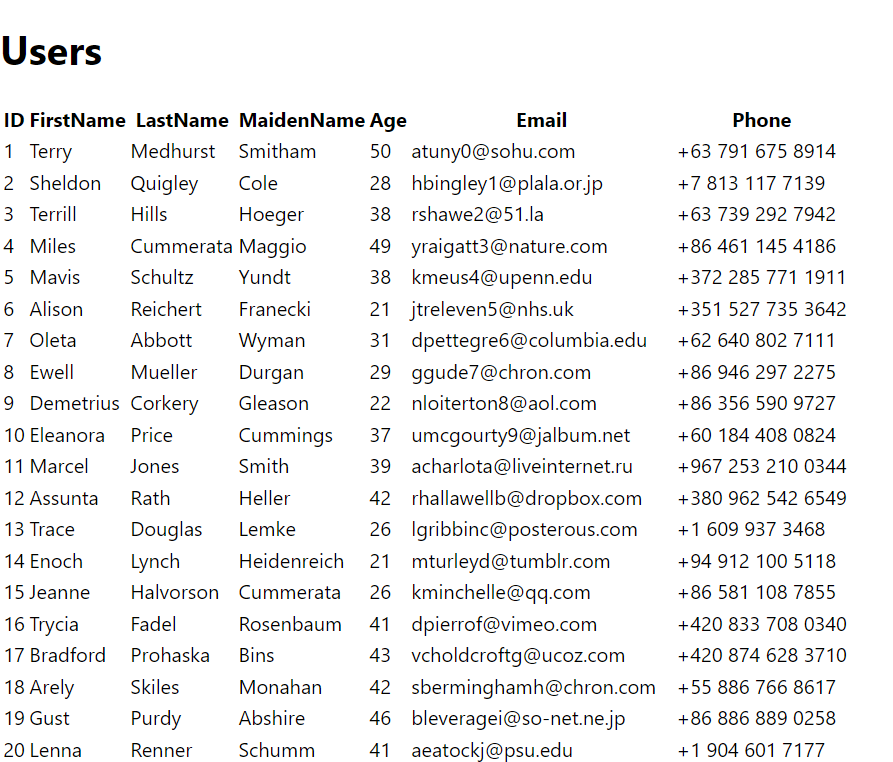 Users
ID FirstName LastName MaidenName Age Email Phone
1 Terry Medhurst Smitham 50 atuny0@sohu.com +63 791 675 8914
2 Sheldon Quigley Cole 28 hbingley1@plala.or.jp +7 813 117 7139
3 Terrill Hills Hoeger 38 rshawe2@51.la +63 739 292 7942
4 Miles Cummerata Maggio 49 yraigatt3@nature.com +86 461 145 4186
5 Mavis Schultz Yundt 38 kmeus4@upenn.edu +372 285 771 1911
6 Alison Reichert Franecki 21 jtreleven5@nhs.uk +351 527 735 3642
7 Oleta Abbott Wyman 31 dpettegre6@columbia.edu +62 640 802 7111
8 Ewell Mueller Durgan 29 ggude7@chron.com +86 946 297 2275
9 Demetrius Corkery Gleason 22 nloiterton8@aol.com +86 356 590 9727
10 Eleanora Price Cummings 37 umcgourty9@jalbum.net +60 184 408 0824
11 Marcel Jones Smith 39 acharlota@liveinternet.ru +967 253 210 0344
12 Assunta Rath Heller 42 rhallawellb@dropbox.com +380 962 542 6549
13 Trace Douglas Lemke 26 lgribbinc@posterous.com +1 609 937 3468
14 Enoch Lynch Heidenreich 21 mturleyd@tumblr.com +94 912 100 5118
15 Jeanne Halvorson Cummerata 26 kminchelle@qq.com +86 581 108 7855
16 Trycia Fadel Rosenbaum 41 dpierrof@vimeo.com +420 833 708 0340
17 Bradford Prohaska Bins 43 vcholdcroftg@ucoz.com +420 874 628 3710
18 Arely Skiles Monahan 42 sberminghamh@chron.com +55 886 766 8617
19 Gust Purdy Abshire 46 bleveragei@so-net.ne.jp +86 886 889 0258
20 Lenna Renner Schumm 41 aeatockj@psu.edu +1 904 601 7177